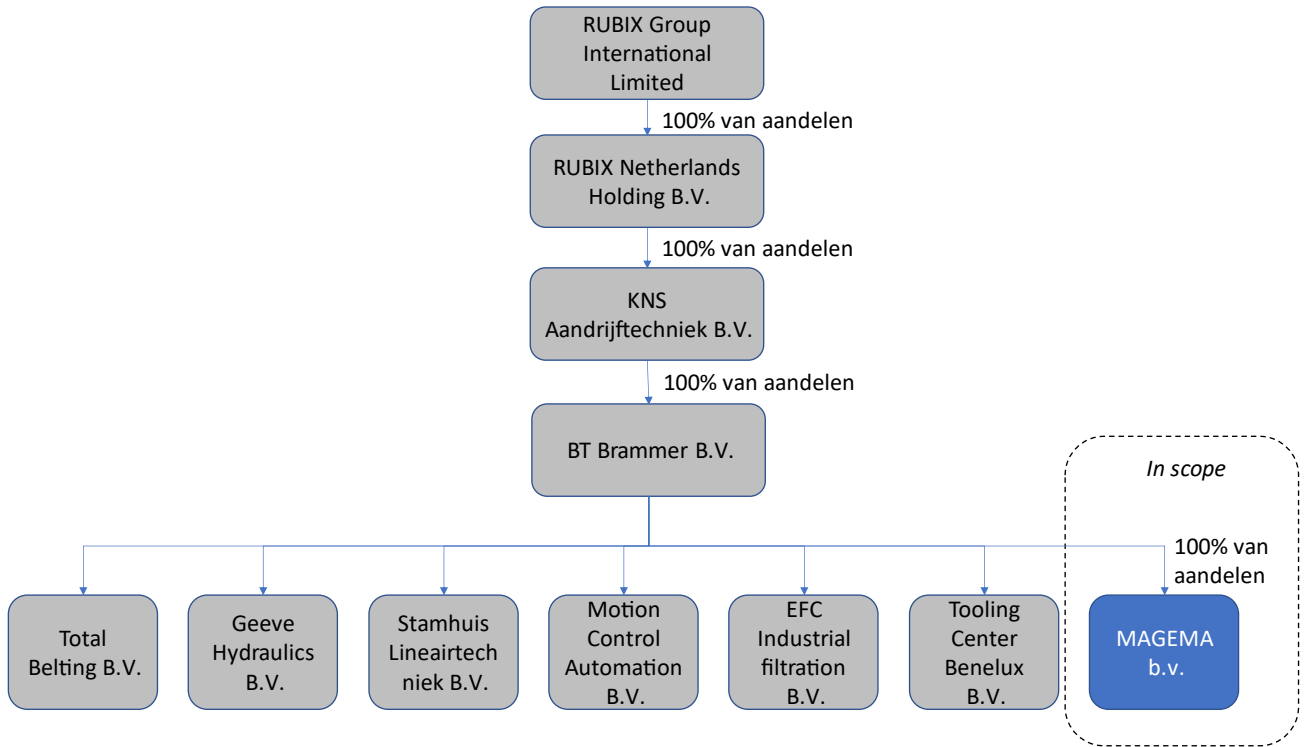 RUBIX Group
International
Limited
100% van aandelen
RUBIX Netherlands
Holding B.V.
100% van aandelen
KNS
Aandrijftechniek B.V.
100% van aandelen
BT Brammer B.V.
In scope
100% van
aandelen
Total
Belting B.V.
Geeve
Hydraulics
B.V.
Stamhuis
Lineairtech
niek B.V.
Motion
Control
Automation
B.V.
EFC
Industrial
filtration
B.V.
Tooling
Center
Benelux
B.V.
MAGEMA
b.v.